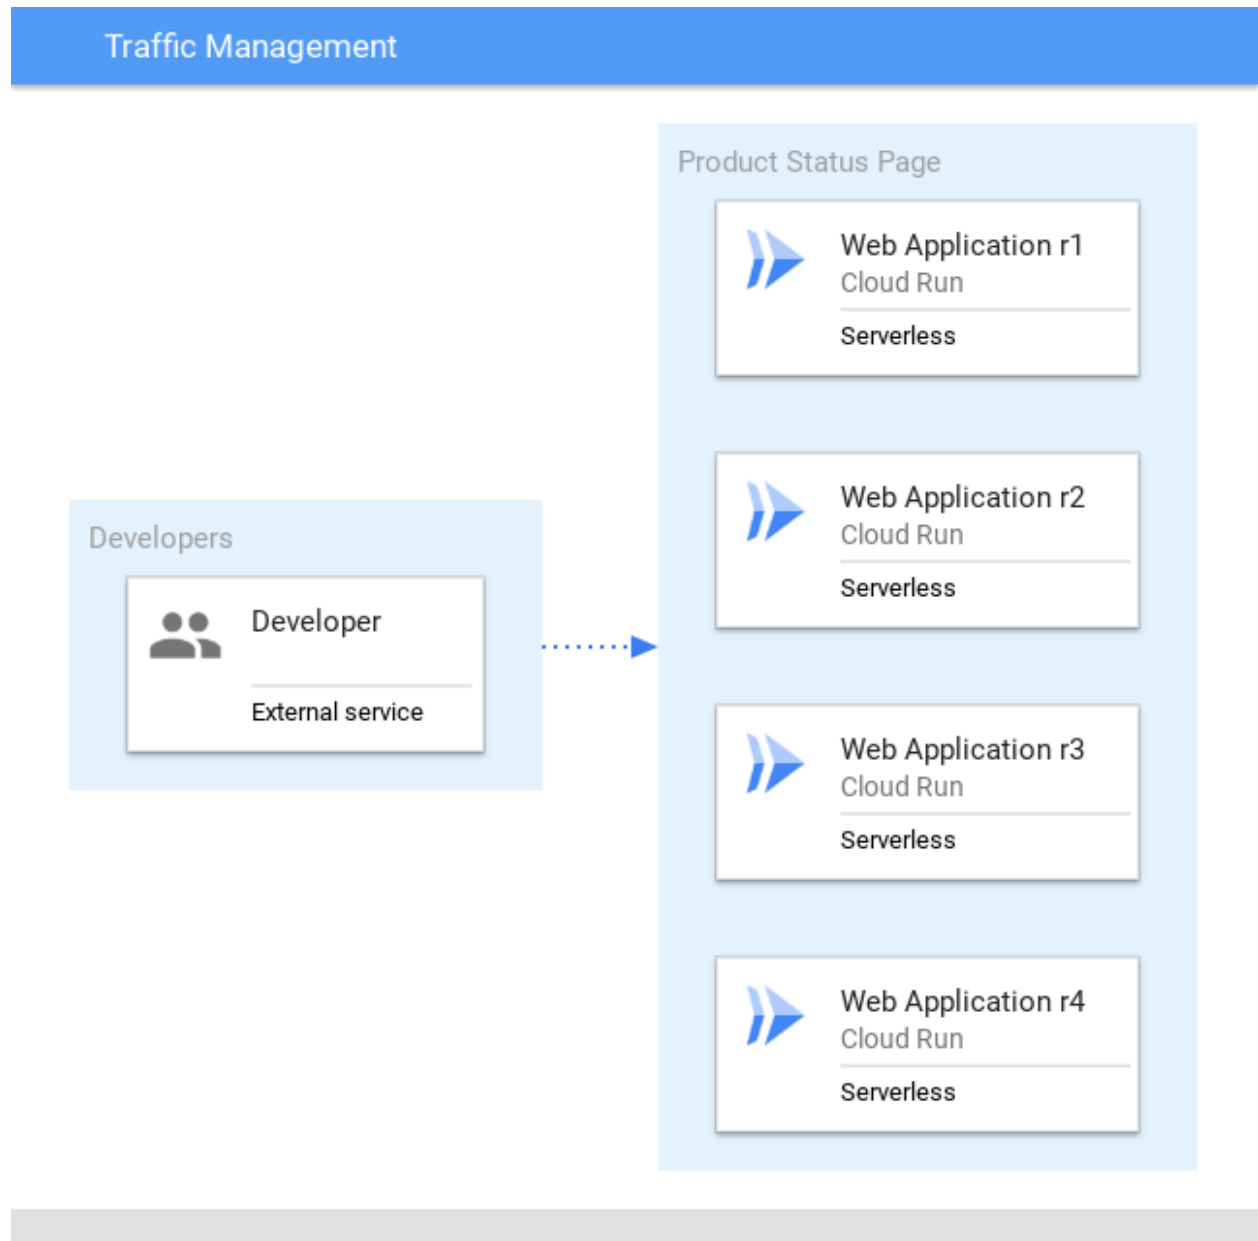 Traffic Management
Product Status Page
Web Application r1
Cloud Run
Serverless
Web Application r2
Cloud Run
Serverless
Developers
Developer
External service
Web Application r3
Cloud Run
Serverless
Web Application r4
Cloud Run
Serverless